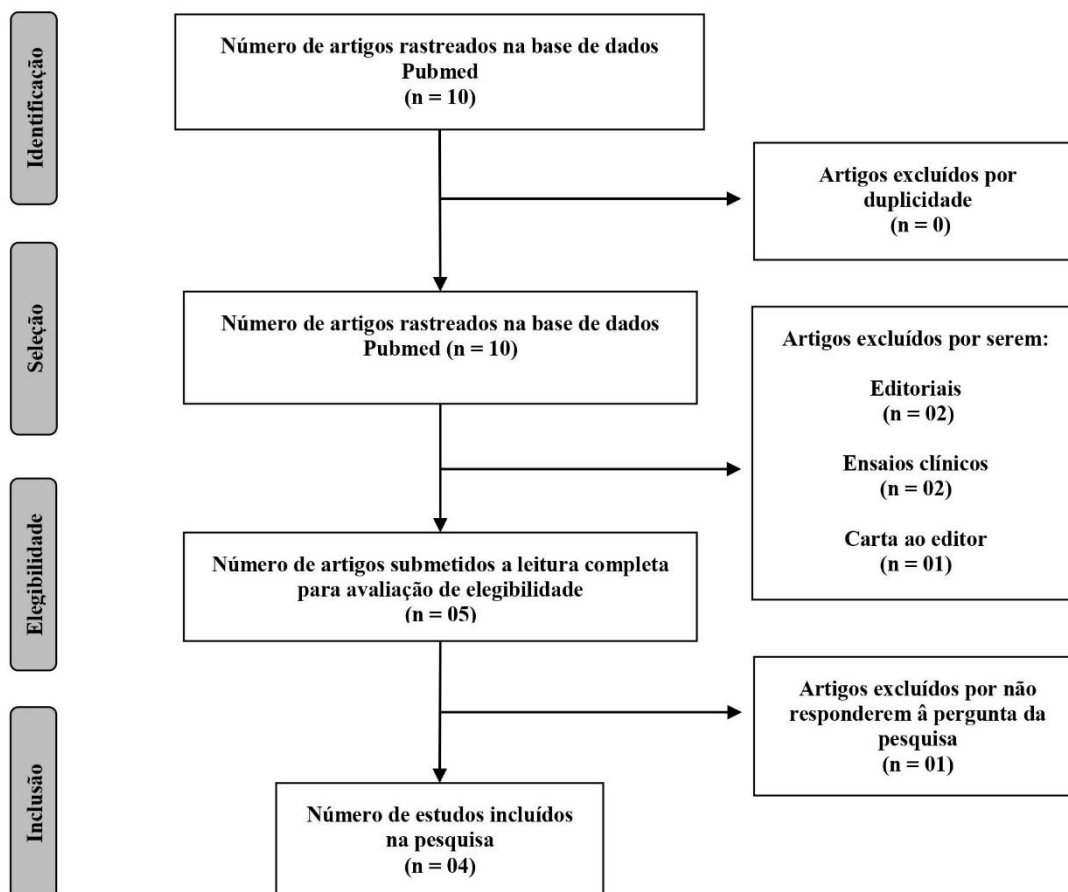 Identificação
Número de artigos rastreados na base de dados
Pubmed
(n = 10)
Artigos excluídos por
duplicidade
(n = 0)
Seleção
Número de artigos rastreados na base de dados
Pubmed (n = 10)
Artigos excluídos por serem:
Editoriais
(n = 02)
Ensaios clínicos
(n = 02)
Carta ao editor
(n = 01)
Elegibilidade
Número de artigos submetidos a leitura completa
para avaliação de elegibilidade
(n = 05)
Artigos excluídos por não
responderem â pergunta da
pesquisa
(n = 01)
Inclusão
Número de estudos incluídos
na pesquisa
(n = 04)